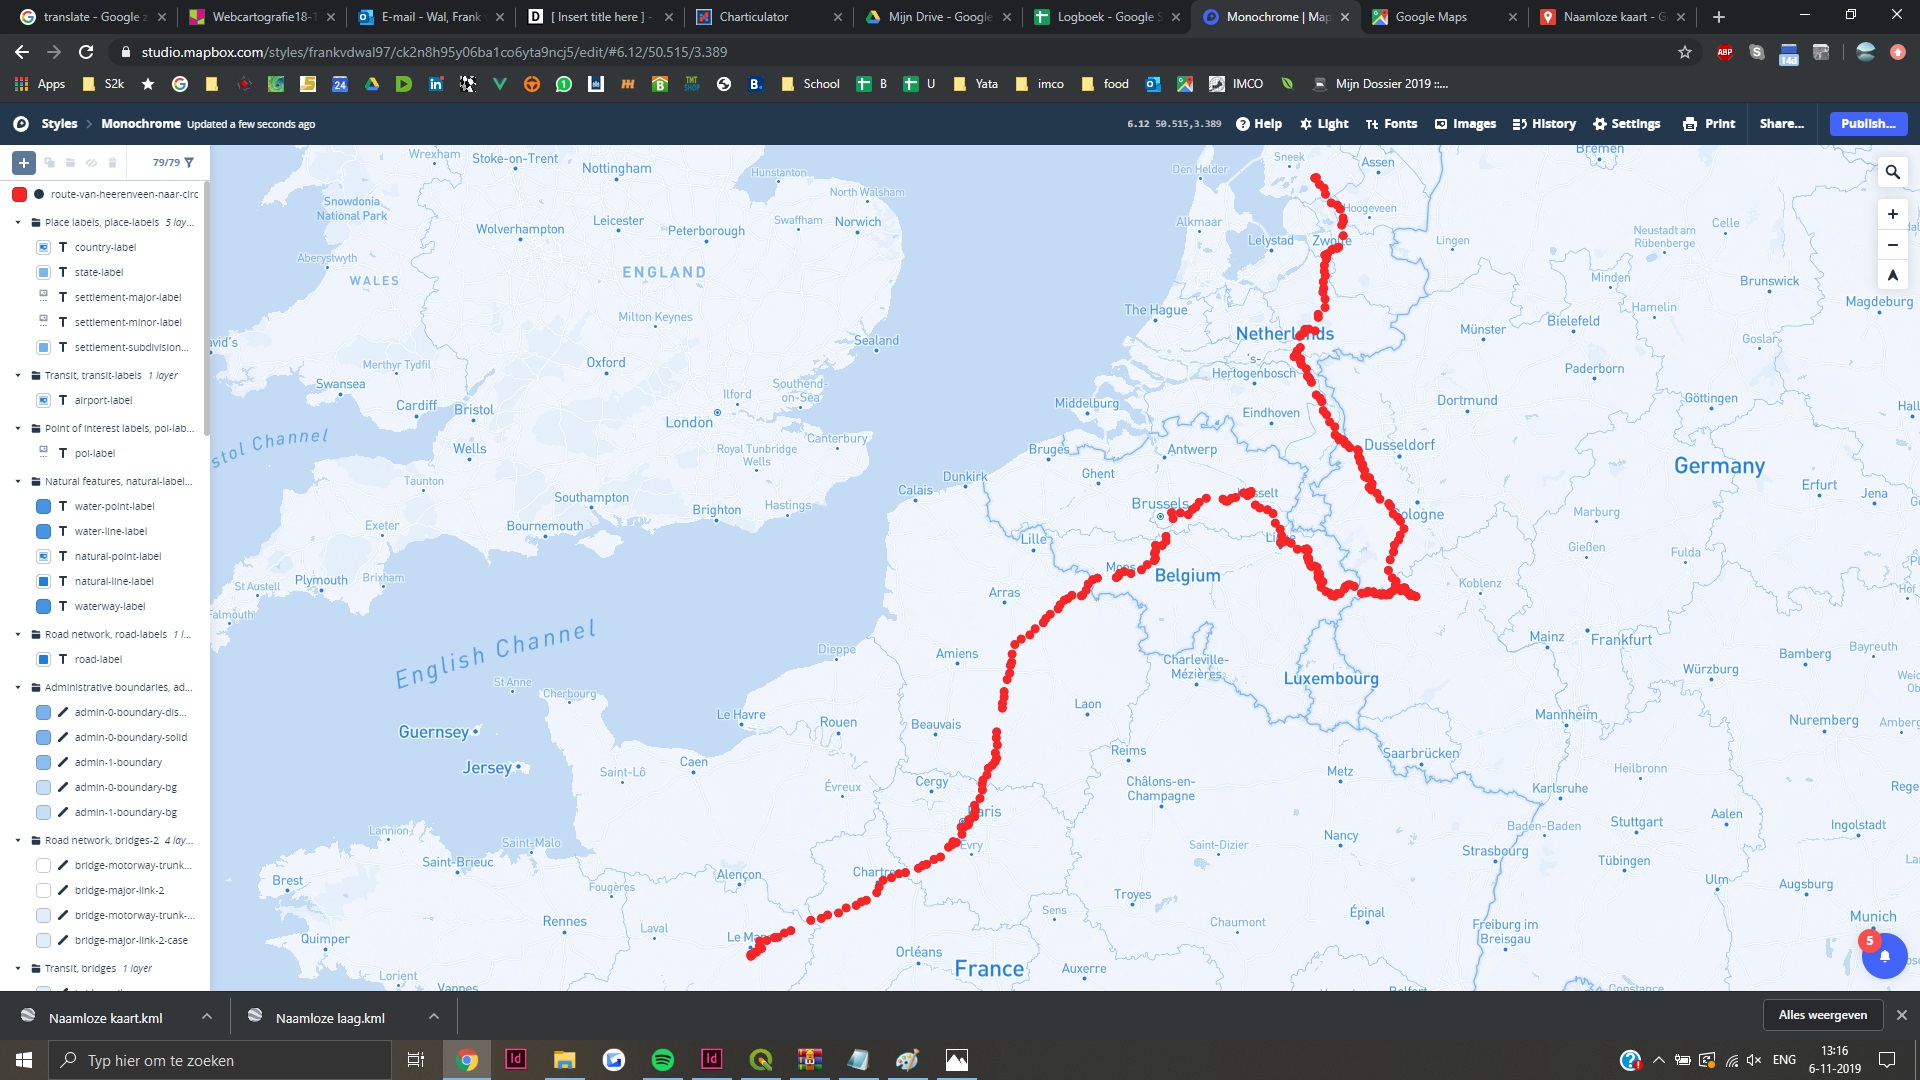 translate - Google z
Webcartografie18-1
E-mail - Wal, Frank v
[ Insert title here ] -
Charticulator
Mijn Drive - Google
Logboek - Google S
Monochrome | Map
Google Maps
Naamloze kaart - G
studio.mapbox.com/styles/frankvdwal97/ck2n8h95y06ba1co6yta9ncj5/edit/#6.12/50.515/3.389
ABP
14d
Apps
S2k
24
TMT SHOP
B.
School
B
U
Yata
imco
food
IMCO
Mijn Dossier 2019 ::...
Styles
Monochrome
Updated a few seconds ago
6.12 50.515,3.389
Help
Light
Fonts
Images
History
Settings
Print
Share...
Publish...
79/79
route-van-heerenveen-naar-circ
Place labels, place-labels 5 lay...
country-label
state-label
settlement-major-label
settlement-minor-label
settlement-subdivision...
Transit, transit-labels 1 layer
airport-label
Point of interest labels, poi-lab...
poi-label
Natural features, natural-label...
water-point-label
water-line-label
natural-point-label
natural-line-label
waterway-label
Road network, road-labels 1 l...
road-label
Administrative boundaries, ad...
admin-0-boundary-dis...
admin-0-boundary-solid
admin-1-boundary
admin-0-boundary-bg
admin-1-boundary-bg
Road network, bridges-2 4 lay...
bridge-motorway-trunk...
bridge-major-link-2
bridge-motorway-trunk-...
bridge-major-link-2-case
Transit, bridges 1 layer
Wrexham
Stoke-on-Trent
Nottingham
Hunstanton
North Walsham
Den Helder
Sneek
Assen
Bremen
Snowdonia
National Park
Leicester
Swaffham
Norwich
Wolverhampton
Peterborough
Alkmaar
Hoogeveen
Lelystad
Zwolle
Lingen
Neustadt am
Rübenberge
Celle
Aberystwyth
ENGLAND
WALES
Minden
Brunswick
Hamelin
Magdeburg
Milton Keynes
The Hague
Netherlands
Münster
Bielefeld
Goslar
vid's
Sealand
Merthyr Tydfil
Oxford
's-
Hertogenbosch
Paderborn
Swansea
Ilford
Southend-
on-Sea
Cardiff
Bristol
London
Middelburg
Eindhoven
Dortmund
Göttingen
Hall
stol Channel
Wells
Canterbury
Royal Tunbridge
Wells
Bruges
Antwerp
Dusseldorf
Germany
Taunton
Dunkirk
Ghent
Calais
Southampton
Hastings
Brussels
Hasselt
Cologne
Erfurt
Jena
Exeter
Bournemouth
Brighton
Marburg
Lille
Liège
Gießen
Fulda
St Austell
Plymouth
Brixham
Mons
Belgium
Koblenz
Hof
Falmouth
Arras
English Channel
Mainz
Frankfurt
Dieppe
Amiens
Charleville-
Mézières
Luxembourg
Würzburg
Bamberg
Bayreuth
St Anne
Cherbourg
Laon
Guernsey
Le Havre
Rouen
Beauvais
Mannheim
Nuremberg
Amberg
Jersey
Saint-Lô
Caen
Reims
Saarbrücken
Cergy
Évreux
Châlons-en-
Champagne
Metz
Heilbronn
Karlsruhe
Rege
Paris
Lannion
Saint-Malo
Baden-Baden
Stuttgart
Aalen
Ingolstadt
Saint-Brieuc
Evry
Saint-Dizier
Nancy
Strasbourg
Tübingen
Brest
Fougères
Alençon
Chartres
Troyes
Ulm
Augsburg
Rennes
Laval
Sens
Chaumont
Épinal
Freiburg im
Breisgau
Munich
Quimper
Le Mans
Orléans
Lorient
France
Auxerre
Vannes
Belfort
Constance
5
Naamloze kaart.kml
Naamloze laag.kml
Alles weergeven
Typ hier om te zoeken
Id
Id
ENG
13:16
6-11-2019